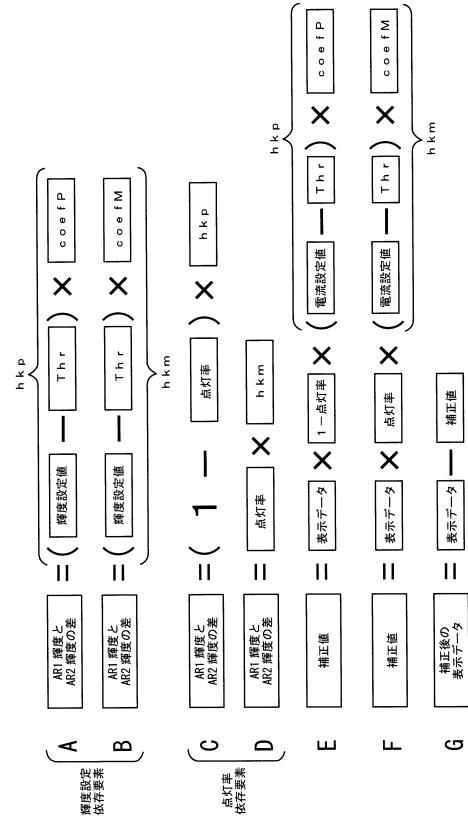 hkp
A AR1輝度とAR2輝度の差 =(輝度設定値 － Thr)× coefP
輝度設定依存要素
B AR1輝度とAR2輝度の差 =(輝度設定値 － Thr)× coefM
hkm
C AR1輝度とAR2輝度の差 =(1 － 点灯率)× hkp
点灯率依存要素
D AR1輝度とAR2輝度の差 = 点灯率 × hkm
hkp
E 補正値 = 表示データ × 1－点灯率 ×(電流設定値 － Thr)× coefP
F 補正値 = 表示データ × 点灯率 ×(電流設定値 － Thr)× coefM
hkm
G 補正後の表示データ = 表示データ － 補正値